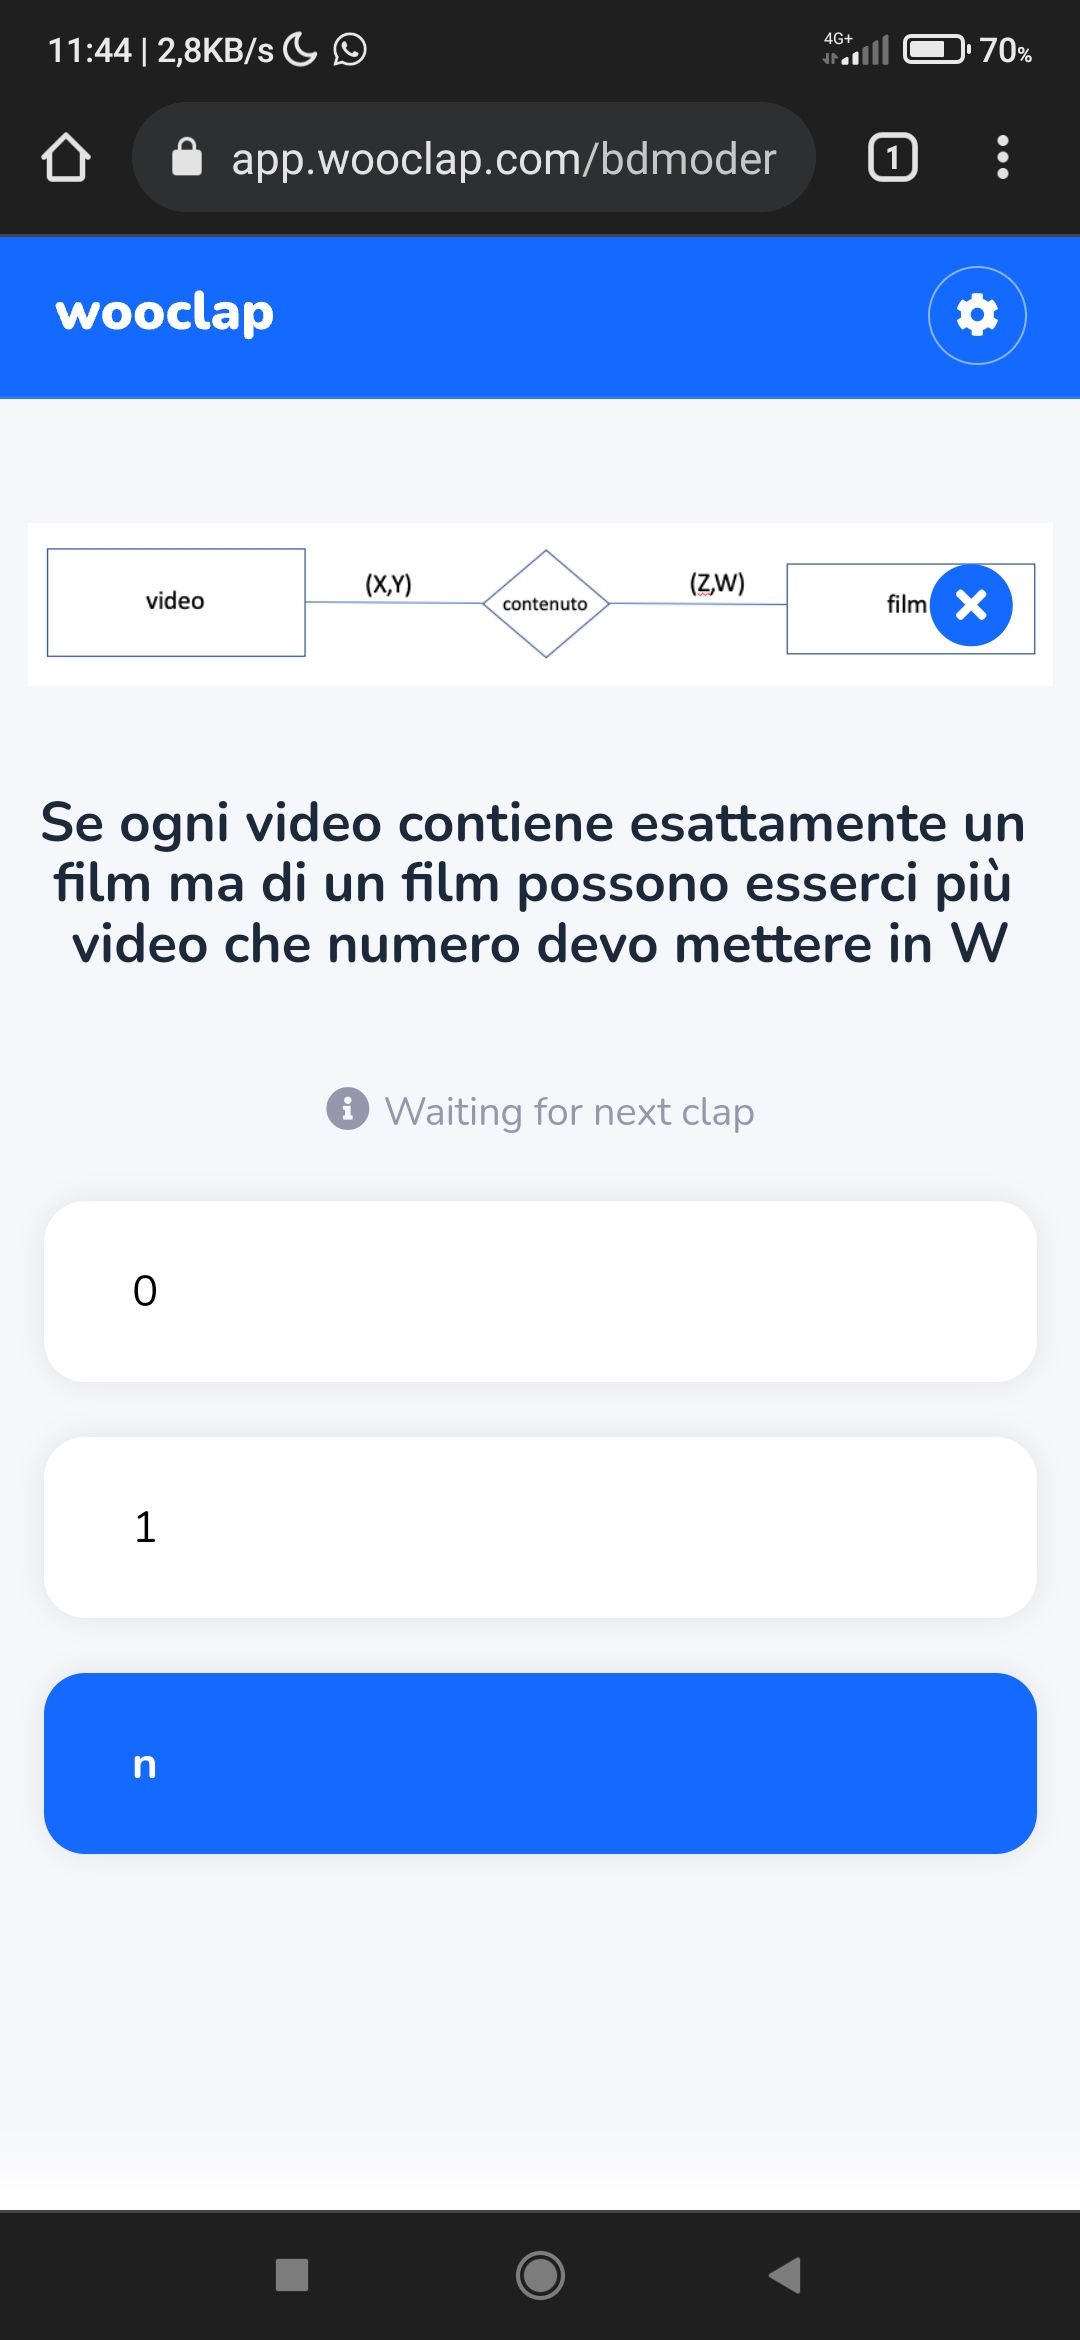 11:44 | 2,8KB/s 4G+ 70%
app.wooclap.com/bdmoder 1
wooclap
video (X,Y) contenuto (Z,W) film
Se ogni video contiene esattamente un
film ma di un film possono esserci più
video che numero devo mettere in W
Waiting for next clap
0
1
n